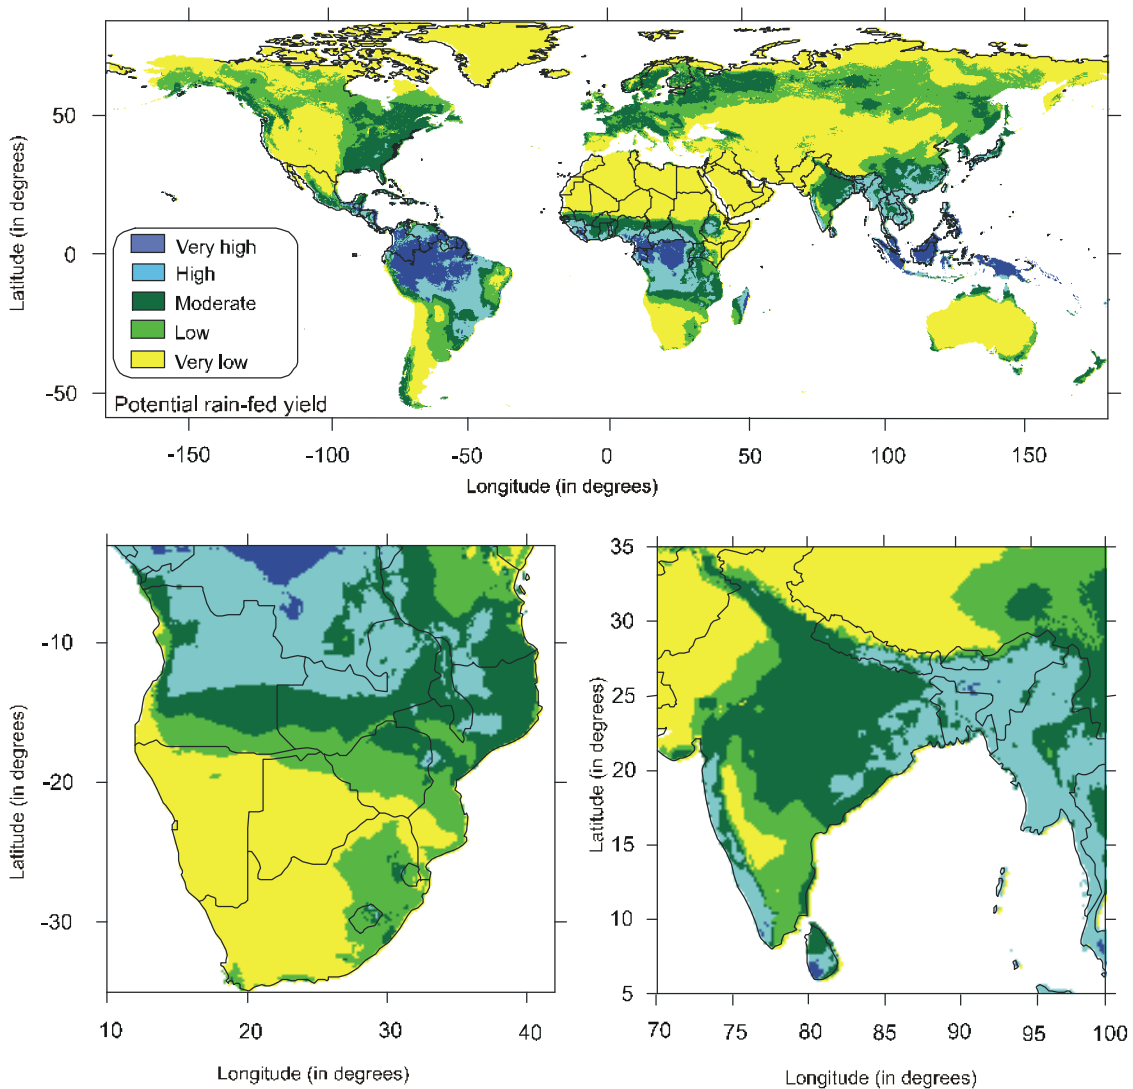 50
0
-50
Latitude (in degrees)
Very high
High
Moderate
Low
Very low
Potential rain-fed yield
-150
-100
-50
0
50
100
150
Longitude (in degrees)
-10
-20
-30
Latitude (in degrees)
10
20
30
40
Longitude (in degrees)
35
30
25
20
15
10
5
Latitude (in degrees)
70
75
80
85
90
95
100
Longitude (in degrees)